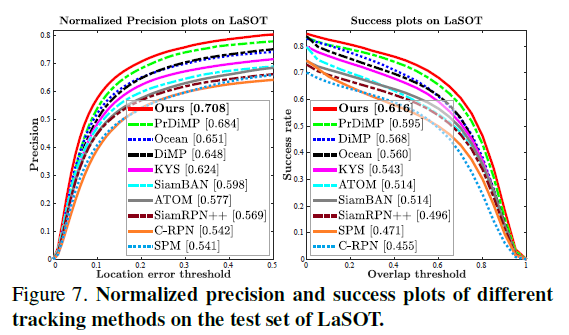 Normalized Precision plots on LaSOT
Precision
0.8
0.7
0.6
0.5
0.4
0.3
0.2
0.1
0
Ours [0.708]
PrDiMP [0.684]
Ocean [0.651]
DiMP [0.648]
KYS [0.624]
SiamBAN [0.598]
ATOM [0.577]
SiamRPN++ [0.569]
C-RPN [0.542]
SPM [0.541]
0 0.1 0.2 0.3 0.4 0.5
Location error threshold
Success plots on LaSOT
Success rate
0.8
0.7
0.6
0.5
0.4
0.3
0.2
0.1
0
Ours [0.616]
PrDiMP [0.595]
DiMP [0.568]
Ocean [0.560]
KYS [0.543]
ATOM [0.514]
SiamBAN [0.514]
SiamRPN++ [0.496]
SPM [0.471]
C-RPN [0.455]
0 0.2 0.4 0.6 0.8 1
Overlap threshold
Figure 7. Normalized precision and success plots of different
tracking methods on the test set of LaSOT.